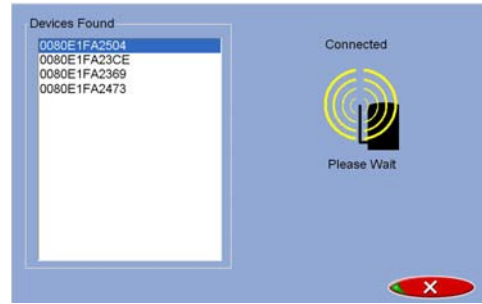 Devices Found
0080E1FA2504
0080E1FA23CE
0080E1FA2369
0080E1FA2473
Connected
Please Wait